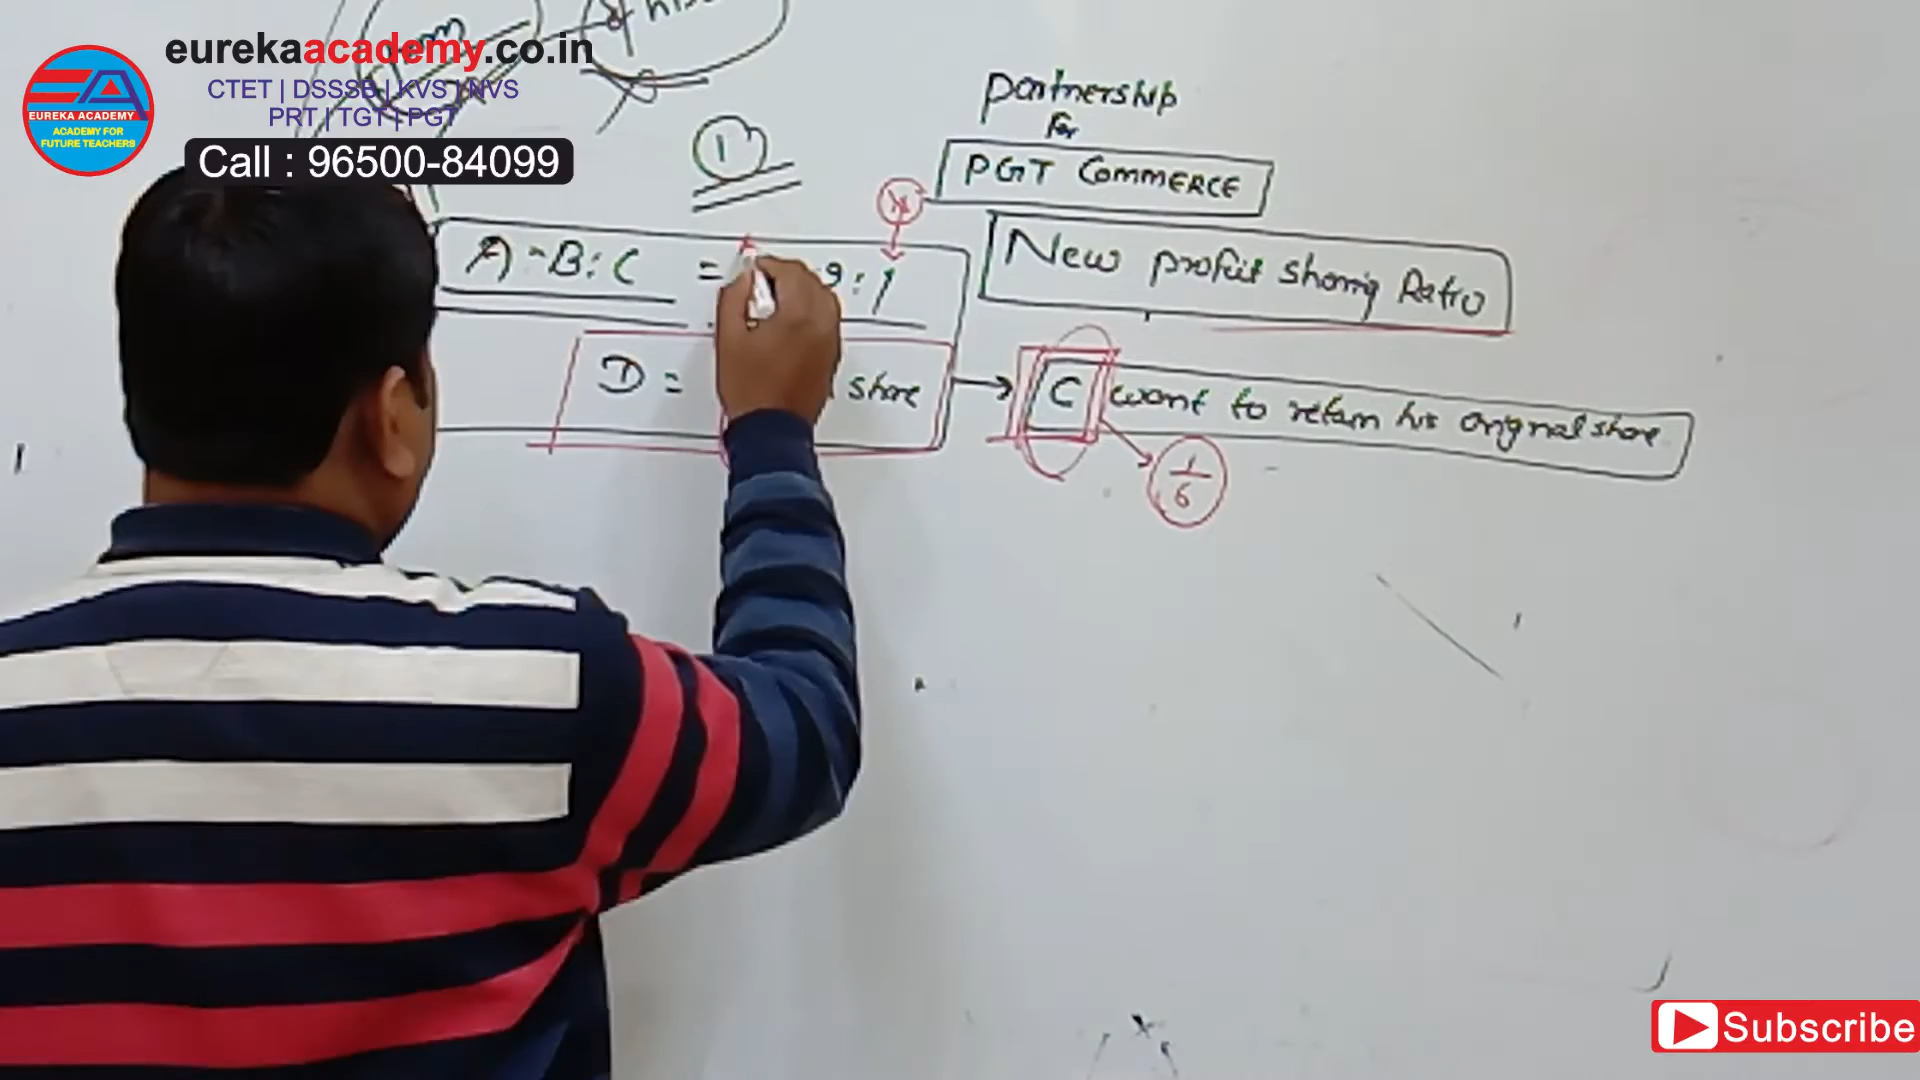 eurekaacademy.co.in
CTET | DSSSB | KVS | NVS
PRT | TGT | PGT
Call : 96500-84099
EUREKA ACADEMY
ACADEMY FOR
FUTURE TEACHERS
Partnership
For
PGT COMMERCE
1
New profit sharing Ratio
A-B:C =
: 1
D = share
C want to retain his original share
1/6
Subscribe